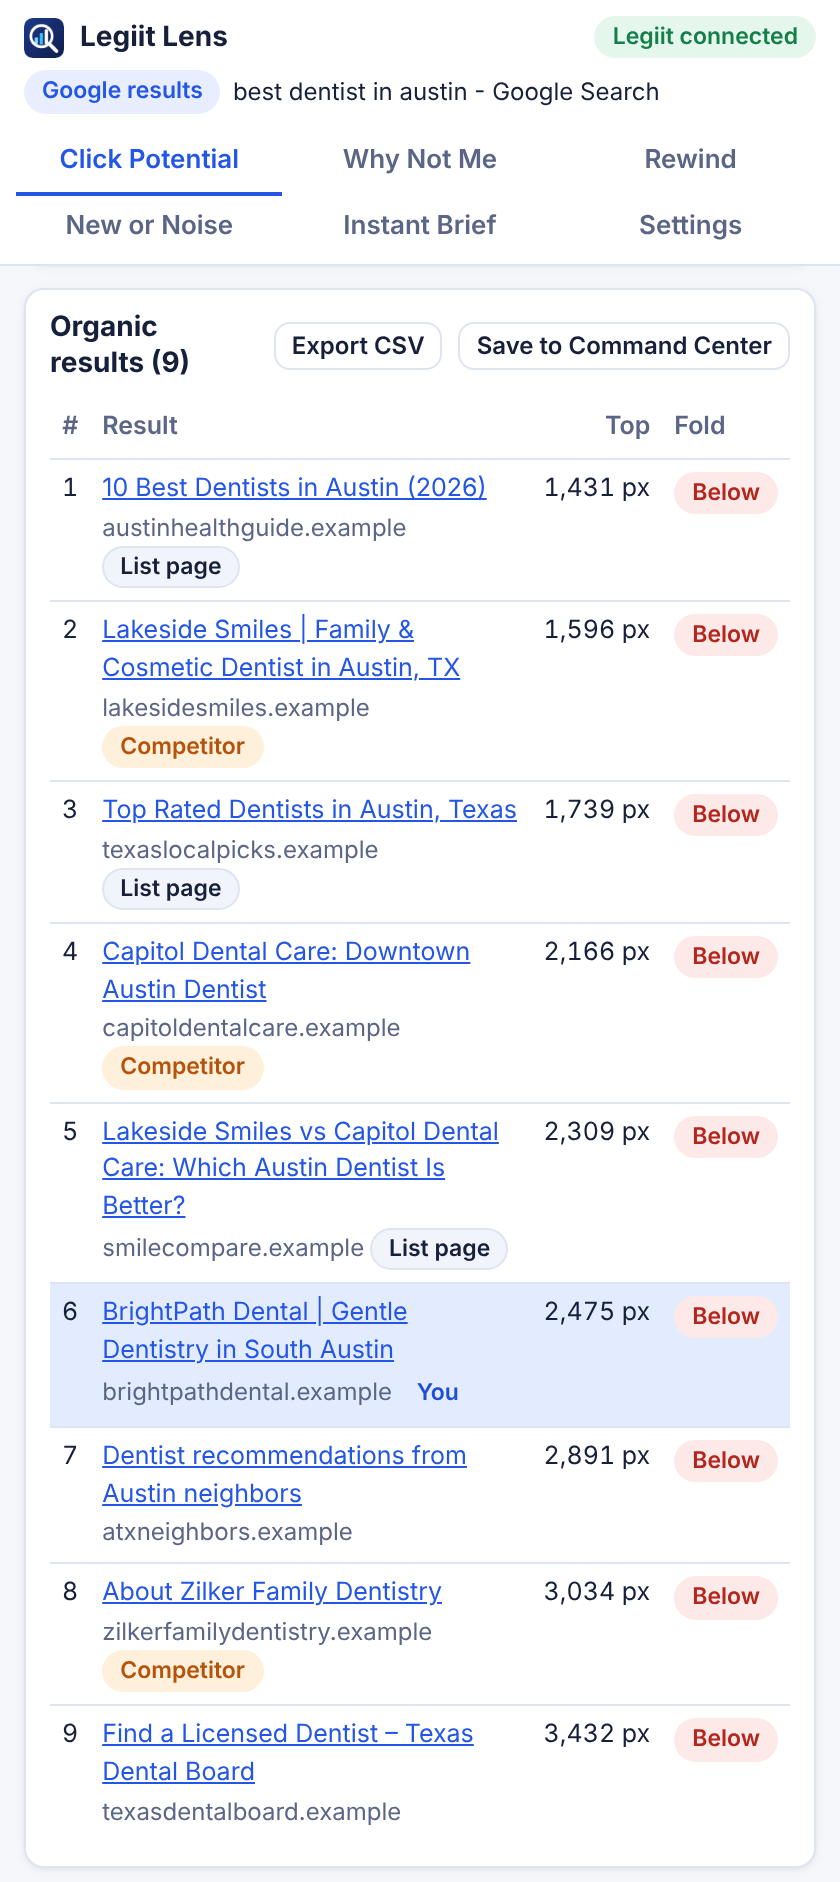 Legiit Lens
Legiit connected
Google results best dentist in austin - Google Search
Click Potential Why Not Me Rewind
New or Noise Instant Brief Settings
Organic
results (9)
Export CSV Save to Command Center
# Result Top Fold
1 10 Best Dentists in Austin (2026) 1,431 px Below
austinhealthguide.example
List page
2 Lakeside Smiles | Family & 1,596 px Below
Cosmetic Dentist in Austin, TX
lakesidesmiles.example
Competitor
3 Top Rated Dentists in Austin, Texas 1,739 px Below
texaslocalpicks.example
List page
4 Capitol Dental Care: Downtown 2,166 px Below
Austin Dentist
capitoldentalcare.example
Competitor
5 Lakeside Smiles vs Capitol Dental 2,309 px Below
Care: Which Austin Dentist Is
Better?
smilecompare.example List page
6 BrightPath Dental | Gentle 2,475 px Below
Dentistry in South Austin
brightpathdental.example You
7 Dentist recommendations from 2,891 px Below
Austin neighbors
atxneighbors.example
8 About Zilker Family Dentistry 3,034 px Below
zilkerfamilydentistry.example
Competitor
9 Find a Licensed Dentist – Texas 3,432 px Below
Dental Board
texasdentalboard.example